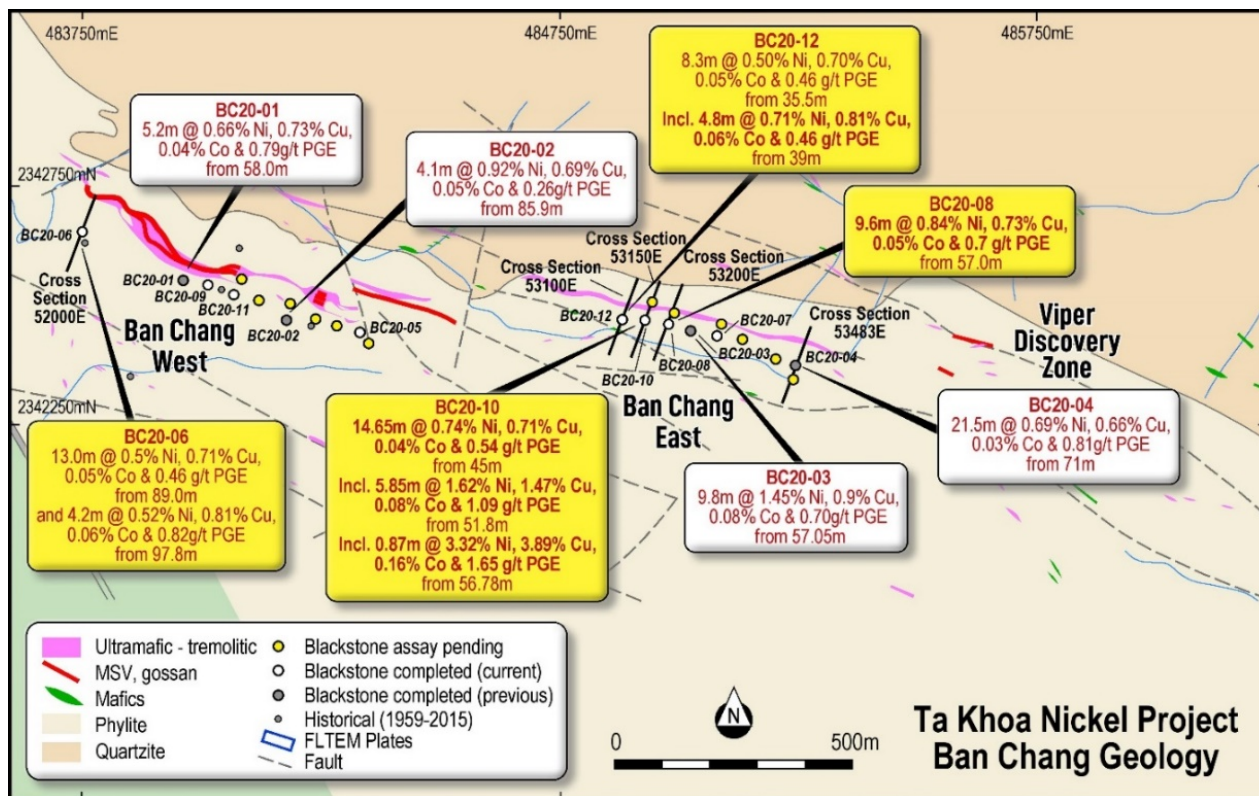 483750mE
484750mE
485750mE
2342750mN
2342250mN
BC20-01
5.2m @ 0.66% Ni, 0.73% Cu,
0.04% Co & 0.79g/t PGE
from 58.0m
BC20-02
4.1m @ 0.92% Ni, 0.69% Cu,
0.05% Co & 0.26g/t PGE
from 85.9m
BC20-12
8.3m @ 0.50% Ni, 0.70% Cu,
0.05% Co & 0.46 g/t PGE
from 35.5m
Incl. 4.8m @ 0.71% Ni, 0.81% Cu,
0.06% Co & 0.46 g/t PGE
from 39m
BC20-08
9.6m @ 0.84% Ni, 0.73% Cu,
0.05% Co & 0.7 g/t PGE
from 57.0m
BC20-06
Cross
Section
52000E
BC20-01
BC20-09
BC20-11
BC20-02
BC20-05
Ban Chang
West
Cross Section
53100E
Cross Section
53150E
Cross Section
53200E
Cross Section
53483E
BC20-12
BC20-10
BC20-08
BC20-07
BC20-03
BC20-04
Ban Chang
East
Viper
Discovery
Zone
BC20-06
13.0m @ 0.5% Ni, 0.71% Cu,
0.05% Co & 0.46 g/t PGE
from 89.0m
and 4.2m @ 0.52% Ni, 0.81% Cu,
0.06% Co & 0.82g/t PGE
from 97.8m
BC20-10
14.65m @ 0.74% Ni, 0.71% Cu,
0.04% Co & 0.54 g/t PGE
from 45m
Incl. 5.85m @ 1.62% Ni, 1.47% Cu,
0.08% Co & 1.09 g/t PGE
from 51.8m
Incl. 0.87m @ 3.32% Ni, 3.89% Cu,
0.16% Co & 1.65 g/t PGE
from 56.78m
BC20-03
9.8m @ 1.45% Ni, 0.9% Cu,
0.08% Co & 0.70g/t PGE
from 57.05m
BC20-04
21.5m @ 0.69% Ni, 0.66% Cu,
0.03% Co & 0.81g/t PGE
from 71m
Ultramafic - tremolitic
MSV, gossan
Mafics
Phylite
Quartzite
Blackstone assay pending
Blackstone completed (current)
Blackstone completed (previous)
Historical (1959-2015)
FLTEM Plates
Fault
N
0
500m
Ta Khoa Nickel Project
Ban Chang Geology